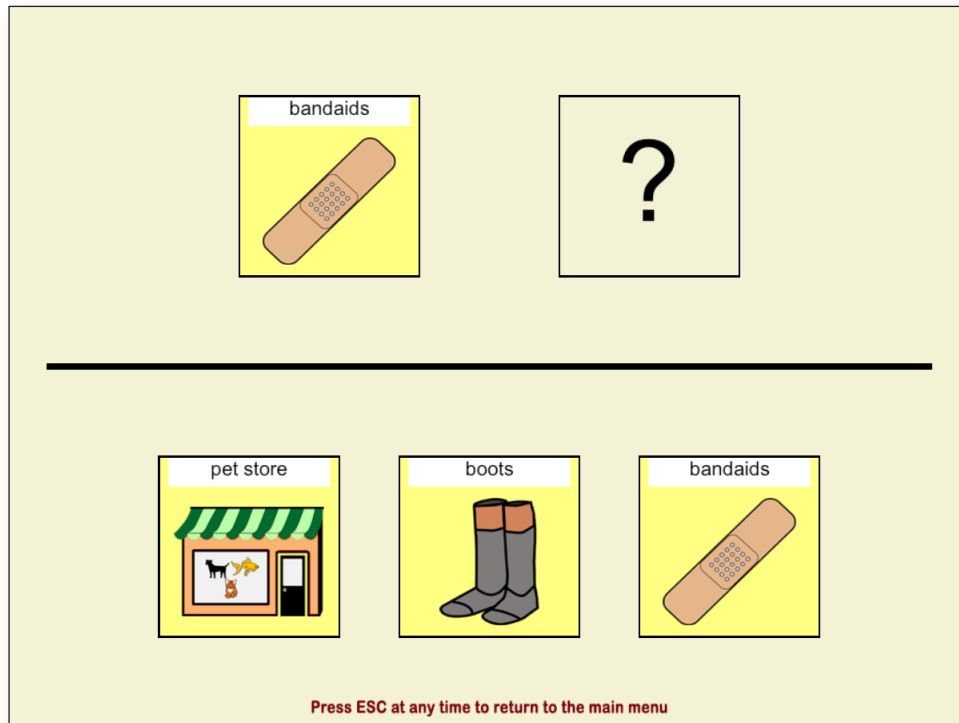 bandaids
?
pet store
boots
bandaids
Press ESC at any time to return to the main menu